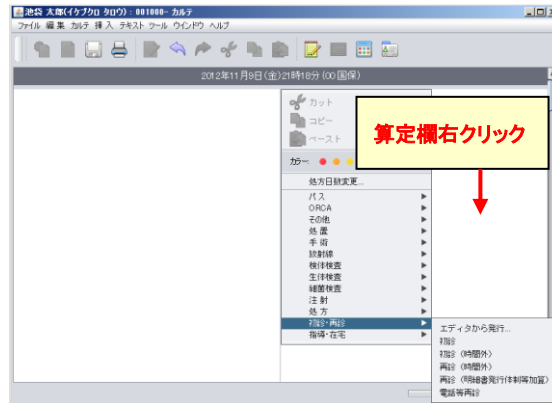 池袋 太郎(イケブクロ タロウ) : 001000- カルテ
ファイル 編集 カルテ 挿入 テキスト ツール ウインドウ ヘルプ
2012年11月9日(金)21時18分 (00 国保)
カット
コピー
ペースト
カラー:
算定欄右クリック
処方日数変更...
パス
ORCA
その他
処置
手術
放射線
検体検査
生体検査
細菌検査
注射
処方
初診・再診
指導・在宅
エディタから発行...
初診
初診 (時間外)
再診 (時間外)
再診 (明細書発行体制等加算)
電話等再診